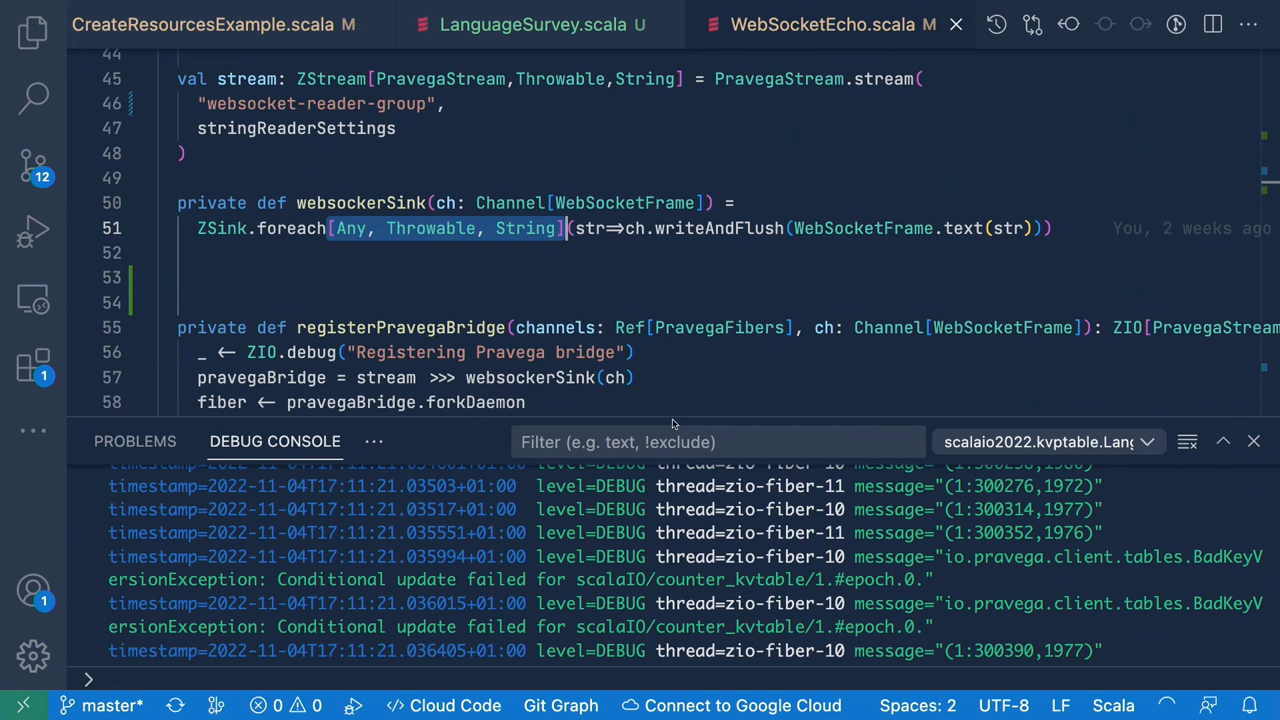 CreateResourcesExample.scala M LanguageSurvey.scala U WebSocketEcho.scala M
44
45 val stream: ZStream[PravegaStream,Throwable,String] = PravegaStream.stream(
46 "websocket-reader-group",
47 stringReaderSettings
48 )
49
50 private def websockerSink(ch: Channel[WebSocketFrame]) =
51 ZSink.foreach[Any, Throwable, String](str⇒ch.writeAndFlush(WebSocketFrame.text(str))) You, 2 weeks ago
52
53
54
55 private def registerPravegaBridge(channels: Ref[PravegaFibers], ch: Channel[WebSocketFrame]): ZIO[PravegaStream
56 _ ← ZIO.debug("Registering Pravega bridge")
57 pravegaBridge = stream >>> websockerSink(ch)
58 fiber ← pravegaBridge.forkDaemon
12
1
1
PROBLEMS DEBUG CONSOLE ... Filter (e.g. text, !exclude) scalaio2022.kvptable.Lang
timestamp=2022-11-04T17:11:21.03503+01:00 level=DEBUG thread=zio-fiber-11 message="(1:300276,1972)"
timestamp=2022-11-04T17:11:21.03517+01:00 level=DEBUG thread=zio-fiber-10 message="(1:300314,1977)"
timestamp=2022-11-04T17:11:21.035551+01:00 level=DEBUG thread=zio-fiber-11 message="(1:300352,1976)"
timestamp=2022-11-04T17:11:21.035994+01:00 level=DEBUG thread=zio-fiber-10 message="io.pravega.client.tables.BadKeyV
ersionException: Conditional update failed for scalaIO/counter_kvtable/1.#epoch.0."
timestamp=2022-11-04T17:11:21.036015+01:00 level=DEBUG thread=zio-fiber-10 message="io.pravega.client.tables.BadKeyV
ersionException: Conditional update failed for scalaIO/counter_kvtable/1.#epoch.0."
timestamp=2022-11-04T17:11:21.036405+01:00 level=DEBUG thread=zio-fiber-10 message="(1:300390,1977)"
>
master* 0 0 Cloud Code Git Graph Connect to Google Cloud Spaces: 2 UTF-8 LF Scala